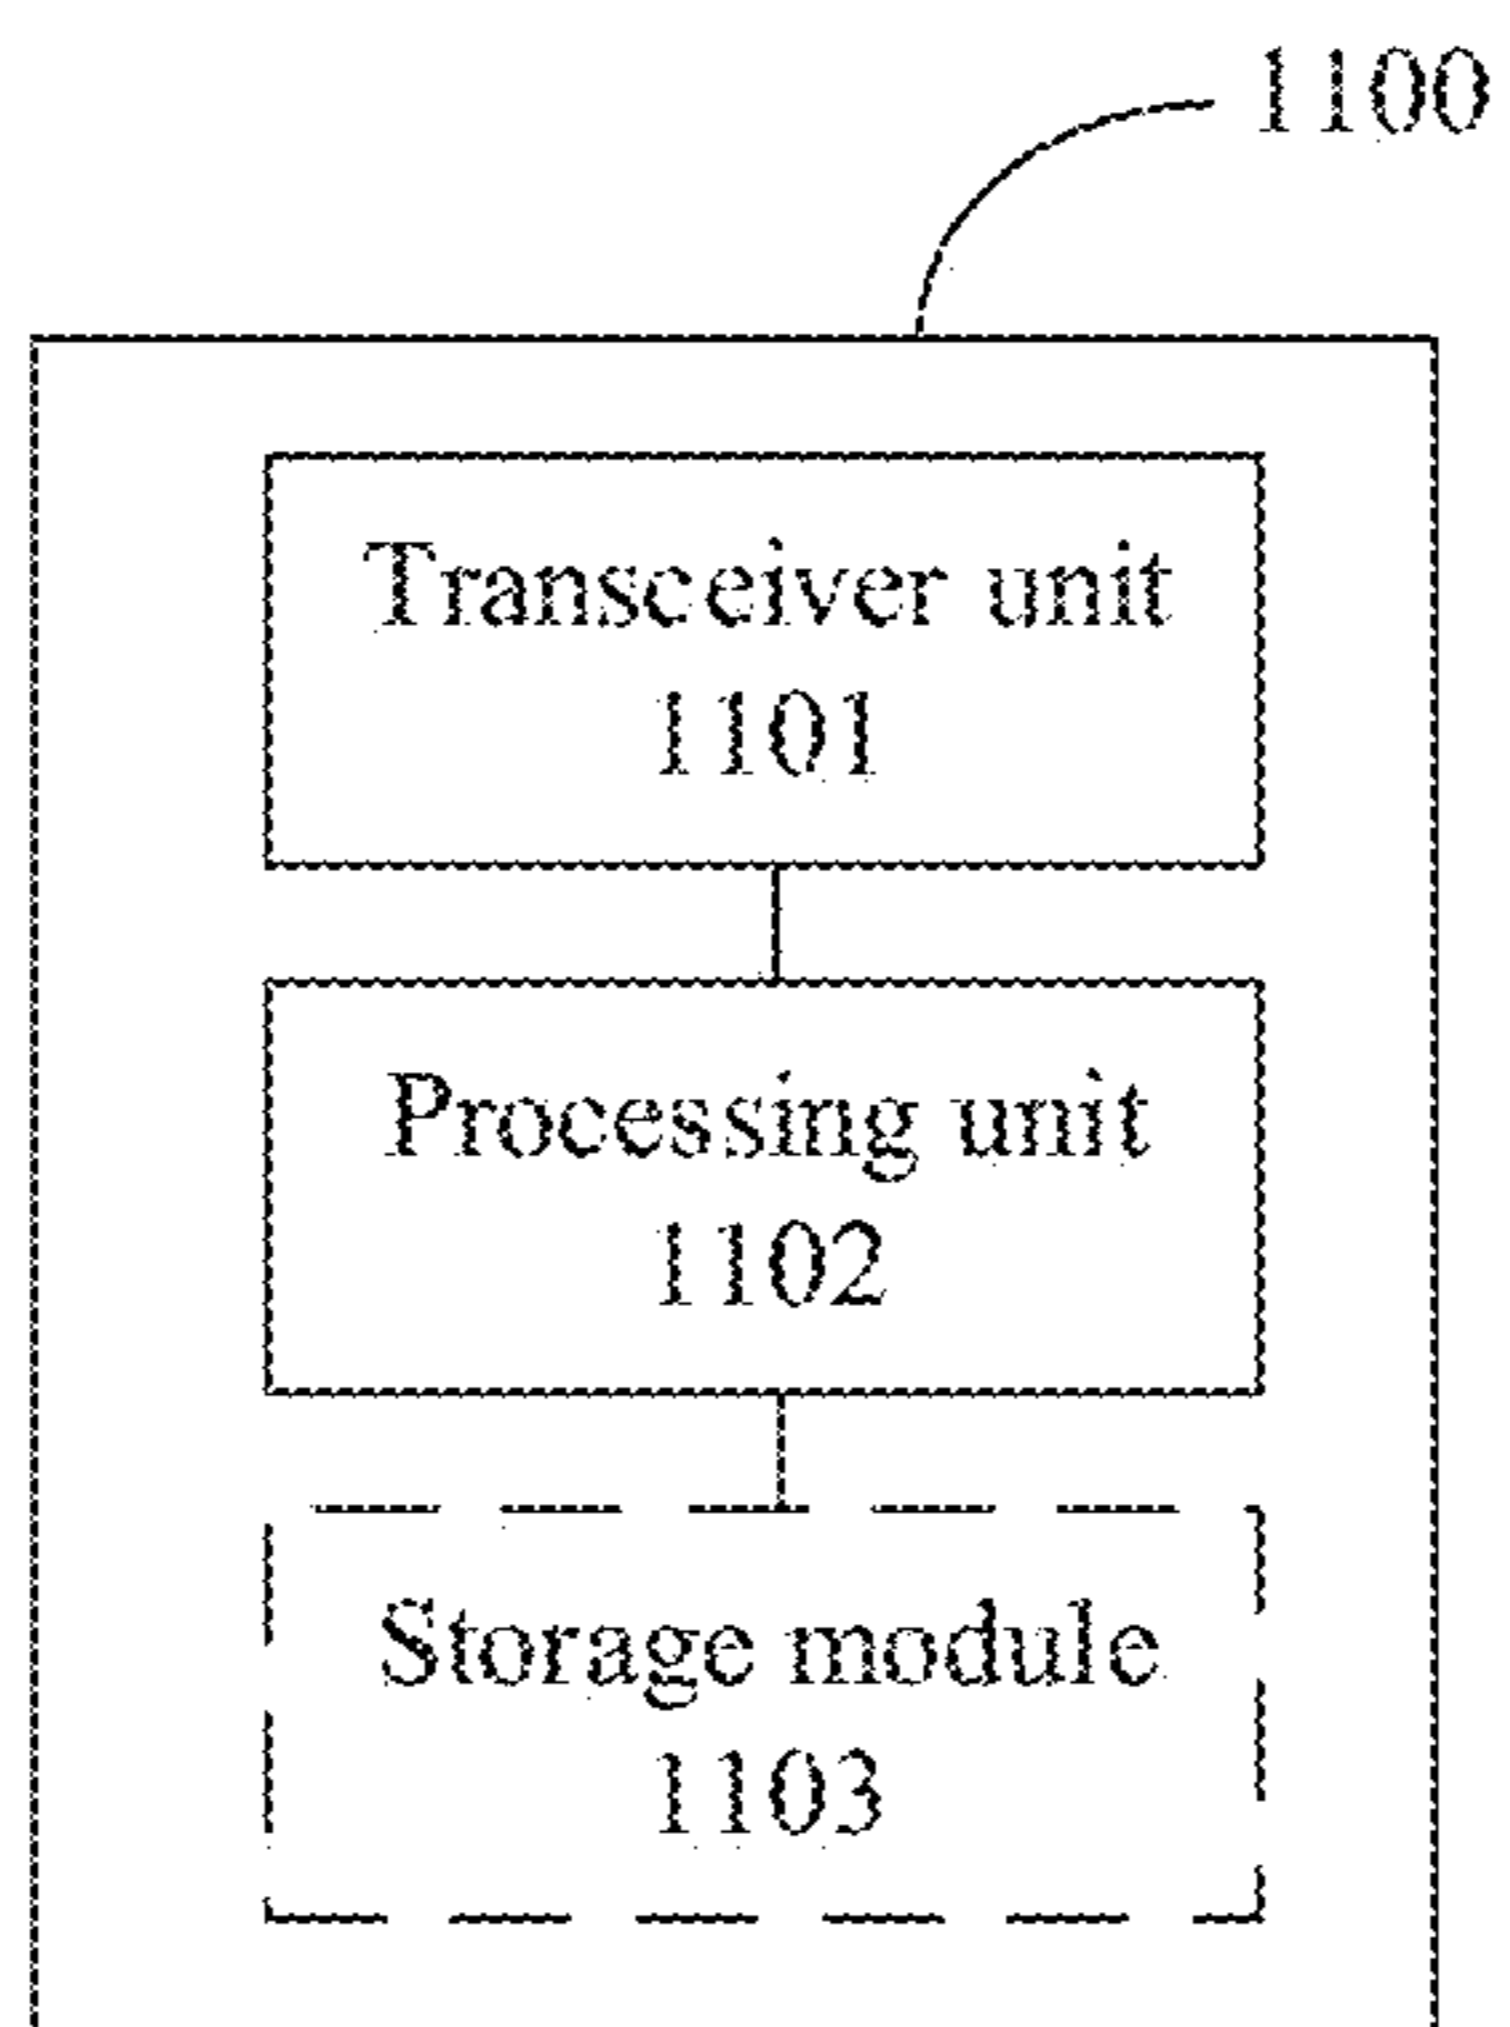 1100
Transceiver unit
1101
Processing unit
1102
Storage module
1103